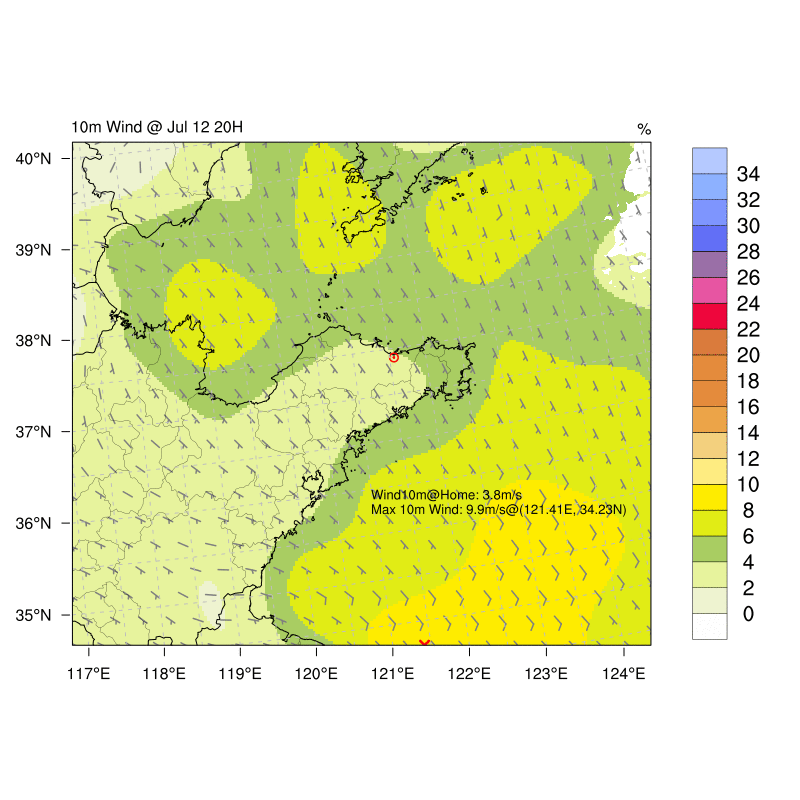 10m Wind @ Jul 12 20H
%
40°N
39°N
38°N
37°N
36°N
35°N
117°E
118°E
119°E
120°E
121°E
122°E
123°E
124°E
Wind10m@Home: 3.8m/s
Max 10m Wind: 9.9m/s@(121.41E,34.23N)
34
32
30
28
26
24
22
20
18
16
14
12
10
8
6
4
2
0